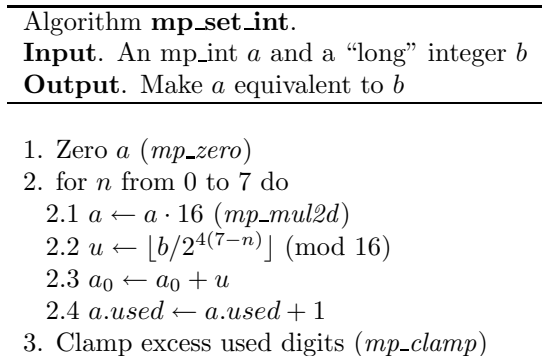 Algorithm mp_set_int.
Input. An mp_int a and a “long” integer b
Output. Make a equivalent to b
1. Zero a (mp_zero)
2. for n from 0 to 7 do
2.1 a ← a · 16 (mp_mul2d)
2.2 u ← ⌊b/2^{4(7−n)}⌋ (mod 16)
2.3 a₀ ← a₀ + u
2.4 a.used ← a.used + 1
3. Clamp excess used digits (mp_clamp)